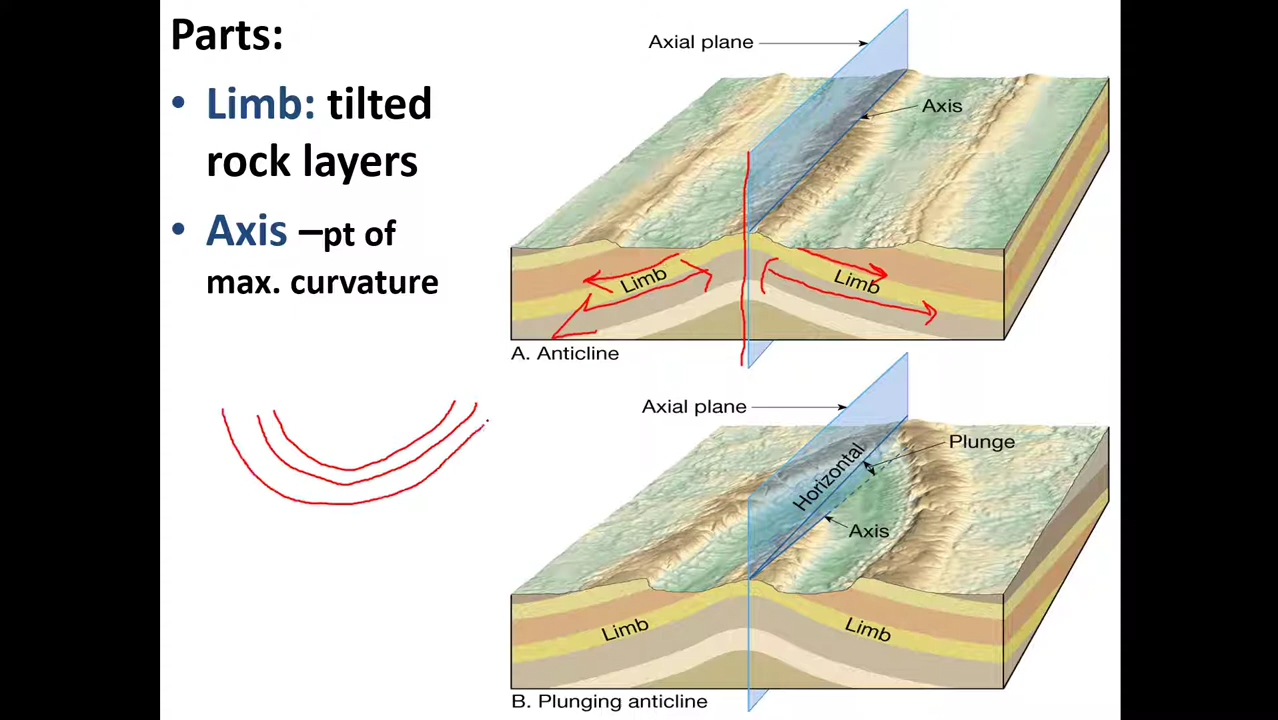 Parts:
• Limb: tilted
rock layers
• Axis –pt of
max. curvature
Axial plane
Axis
Limb
Limb
A. Anticline
Axial plane
Plunge
Horizontal
Axis
Limb
Limb
B. Plunging anticline